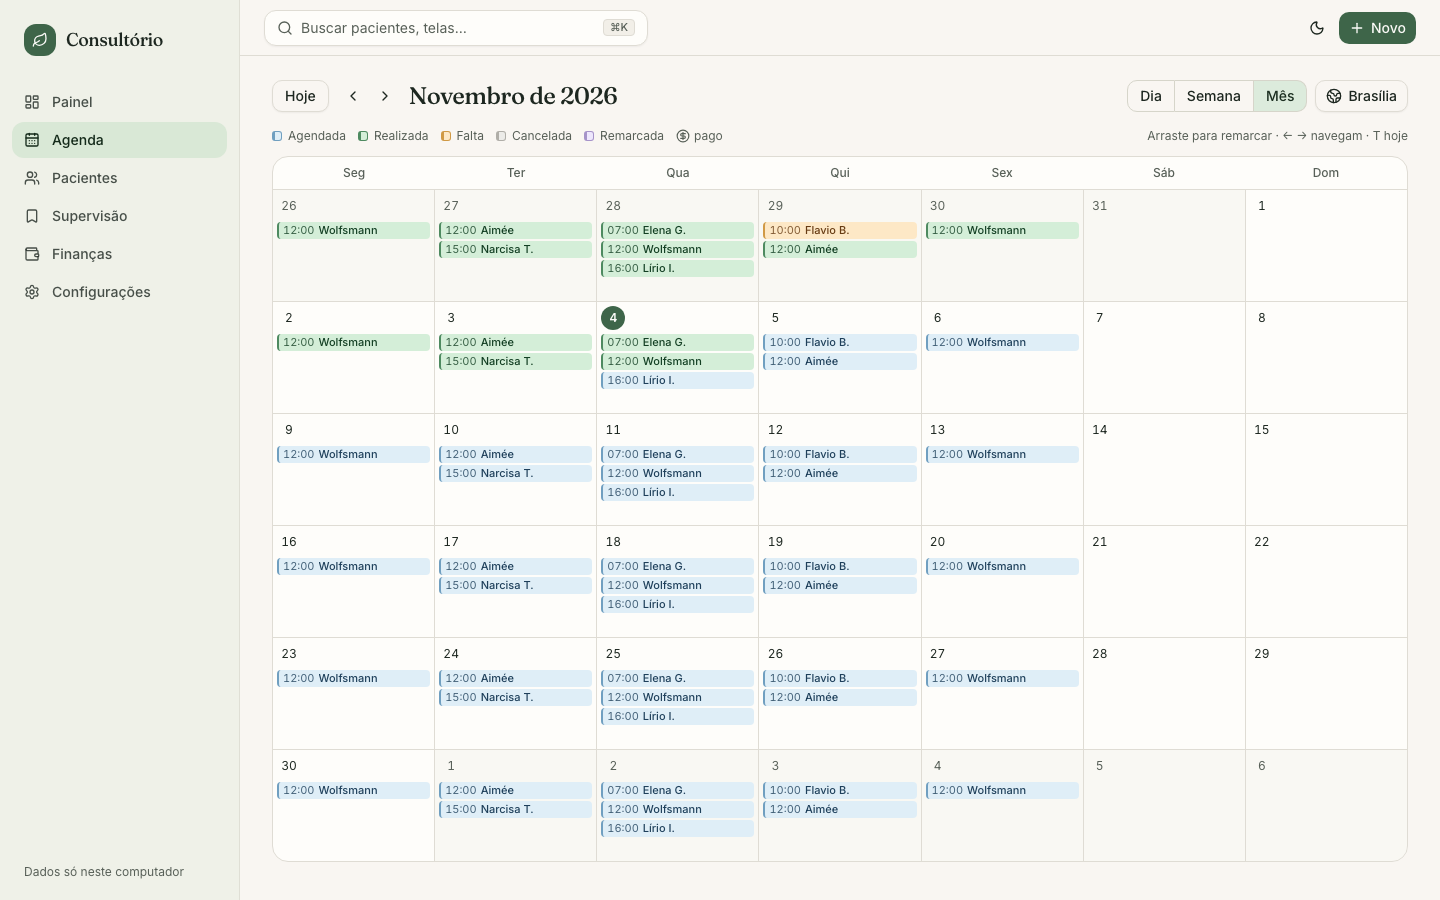 Consultório
Buscar pacientes, telas...
⌘K
Novo
Painel
Agenda
Pacientes
Supervisão
Finanças
Configurações
Dados só neste computador
Hoje
Novembro de 2026
Dia Semana Mês
Brasília
Agendada Realizada Falta Cancelada Remarcada pago
Arraste para remarcar · ← → navegam · T hoje
Seg Ter Qua Qui Sex Sáb Dom
26 27 28 29 30 31 1
12:00 Wolfsmann 12:00 Aimée 07:00 Elena G. 10:00 Flavio B. 12:00 Wolfsmann
15:00 Narcisa T. 12:00 Wolfsmann 12:00 Aimée
16:00 Lírio I.
2 3 4 5 6 7 8
12:00 Wolfsmann 12:00 Aimée 07:00 Elena G. 10:00 Flavio B. 12:00 Wolfsmann
15:00 Narcisa T. 12:00 Wolfsmann 12:00 Aimée
16:00 Lírio I.
9 10 11 12 13 14 15
12:00 Wolfsmann 12:00 Aimée 07:00 Elena G. 10:00 Flavio B. 12:00 Wolfsmann
15:00 Narcisa T. 12:00 Wolfsmann 12:00 Aimée
16:00 Lírio I.
16 17 18 19 20 21 22
12:00 Wolfsmann 12:00 Aimée 07:00 Elena G. 10:00 Flavio B. 12:00 Wolfsmann
15:00 Narcisa T. 12:00 Wolfsmann 12:00 Aimée
16:00 Lírio I.
23 24 25 26 27 28 29
12:00 Wolfsmann 12:00 Aimée 07:00 Elena G. 10:00 Flavio B. 12:00 Wolfsmann
15:00 Narcisa T. 12:00 Wolfsmann 12:00 Aimée
16:00 Lírio I.
30 1 2 3 4 5 6
12:00 Wolfsmann 12:00 Aimée 07:00 Elena G. 10:00 Flavio B. 12:00 Wolfsmann
15:00 Narcisa T. 12:00 Wolfsmann 12:00 Aimée
16:00 Lírio I.